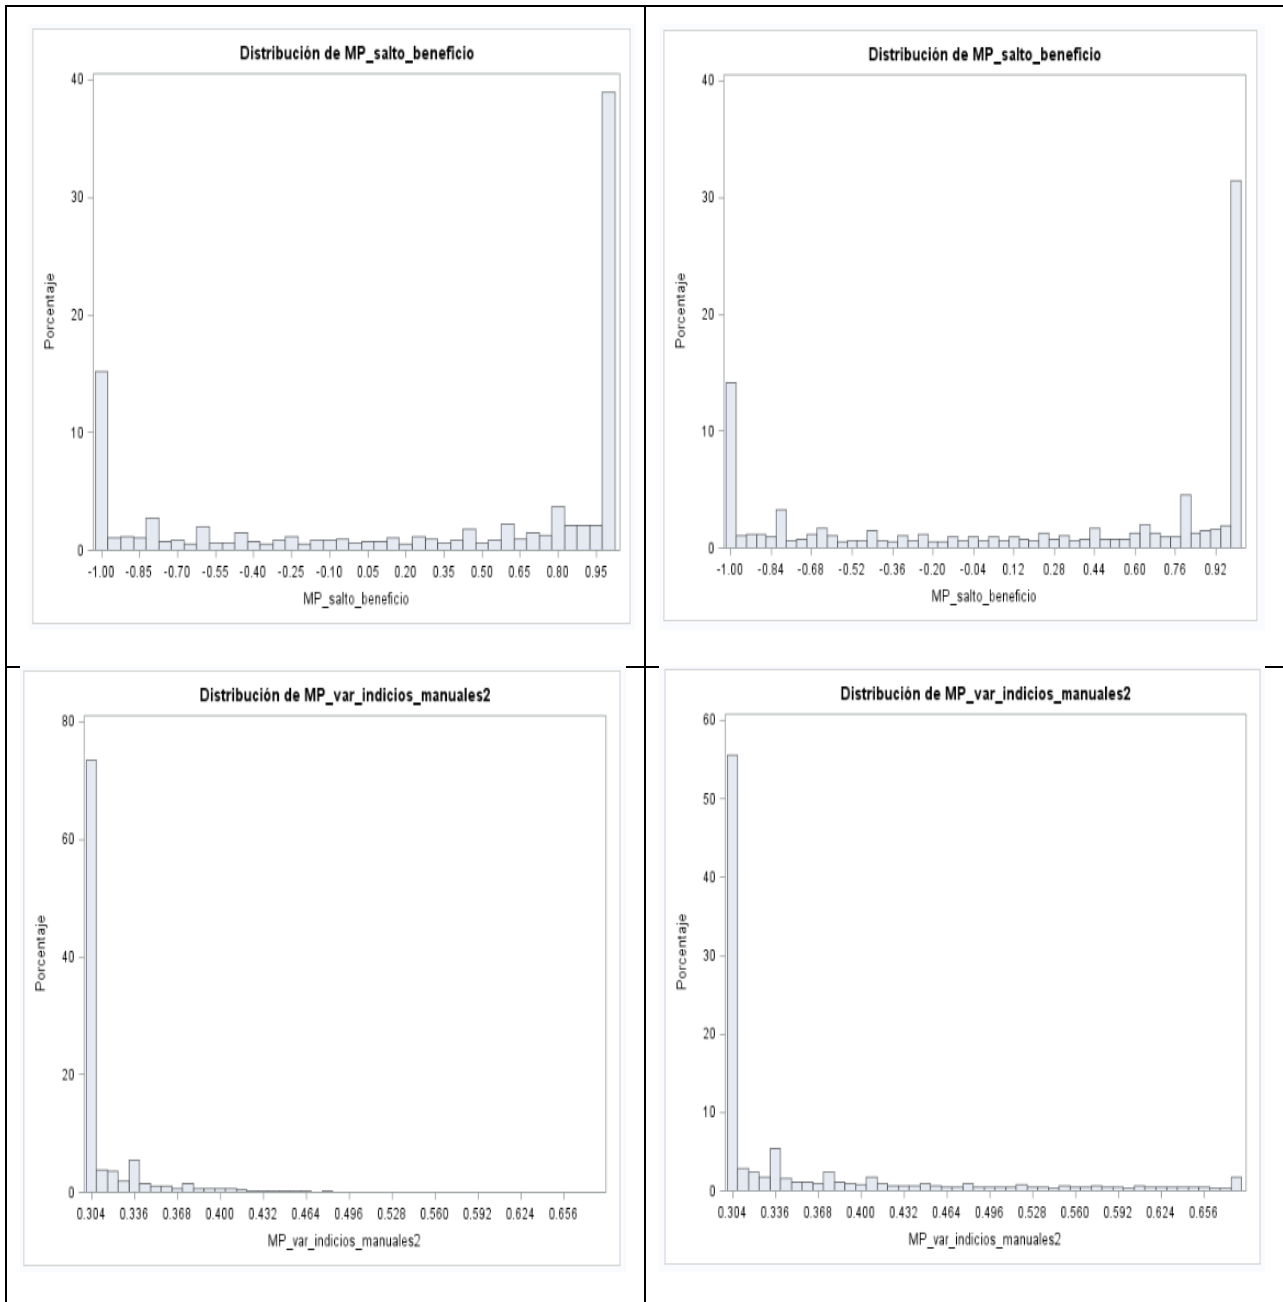 Distribución de MP_salto_beneficio
40
30
20
10
0
Porcentaje
-1.00 -0.85 -0.70 -0.55 -0.40 -0.25 -0.10 0.05 0.20 0.35 0.50 0.65 0.80 0.95
MP_salto_beneficio
Distribución de MP_salto_beneficio
40
30
20
10
0
Porcentaje
-1.00 -0.84 -0.68 -0.52 -0.36 -0.20 -0.04 0.12 0.28 0.44 0.60 0.76 0.92
MP_salto_beneficio
Distribución de MP_var_indicios_manuales2
80
60
40
20
0
Porcentaje
0.304 0.336 0.368 0.400 0.432 0.464 0.496 0.528 0.560 0.592 0.624 0.656
MP_var_indicios_manuales2
Distribución de MP_var_indicios_manuales2
60
50
40
30
20
10
0
Porcentaje
0.304 0.336 0.368 0.400 0.432 0.464 0.496 0.528 0.560 0.592 0.624 0.656
MP_var_indicios_manuales2